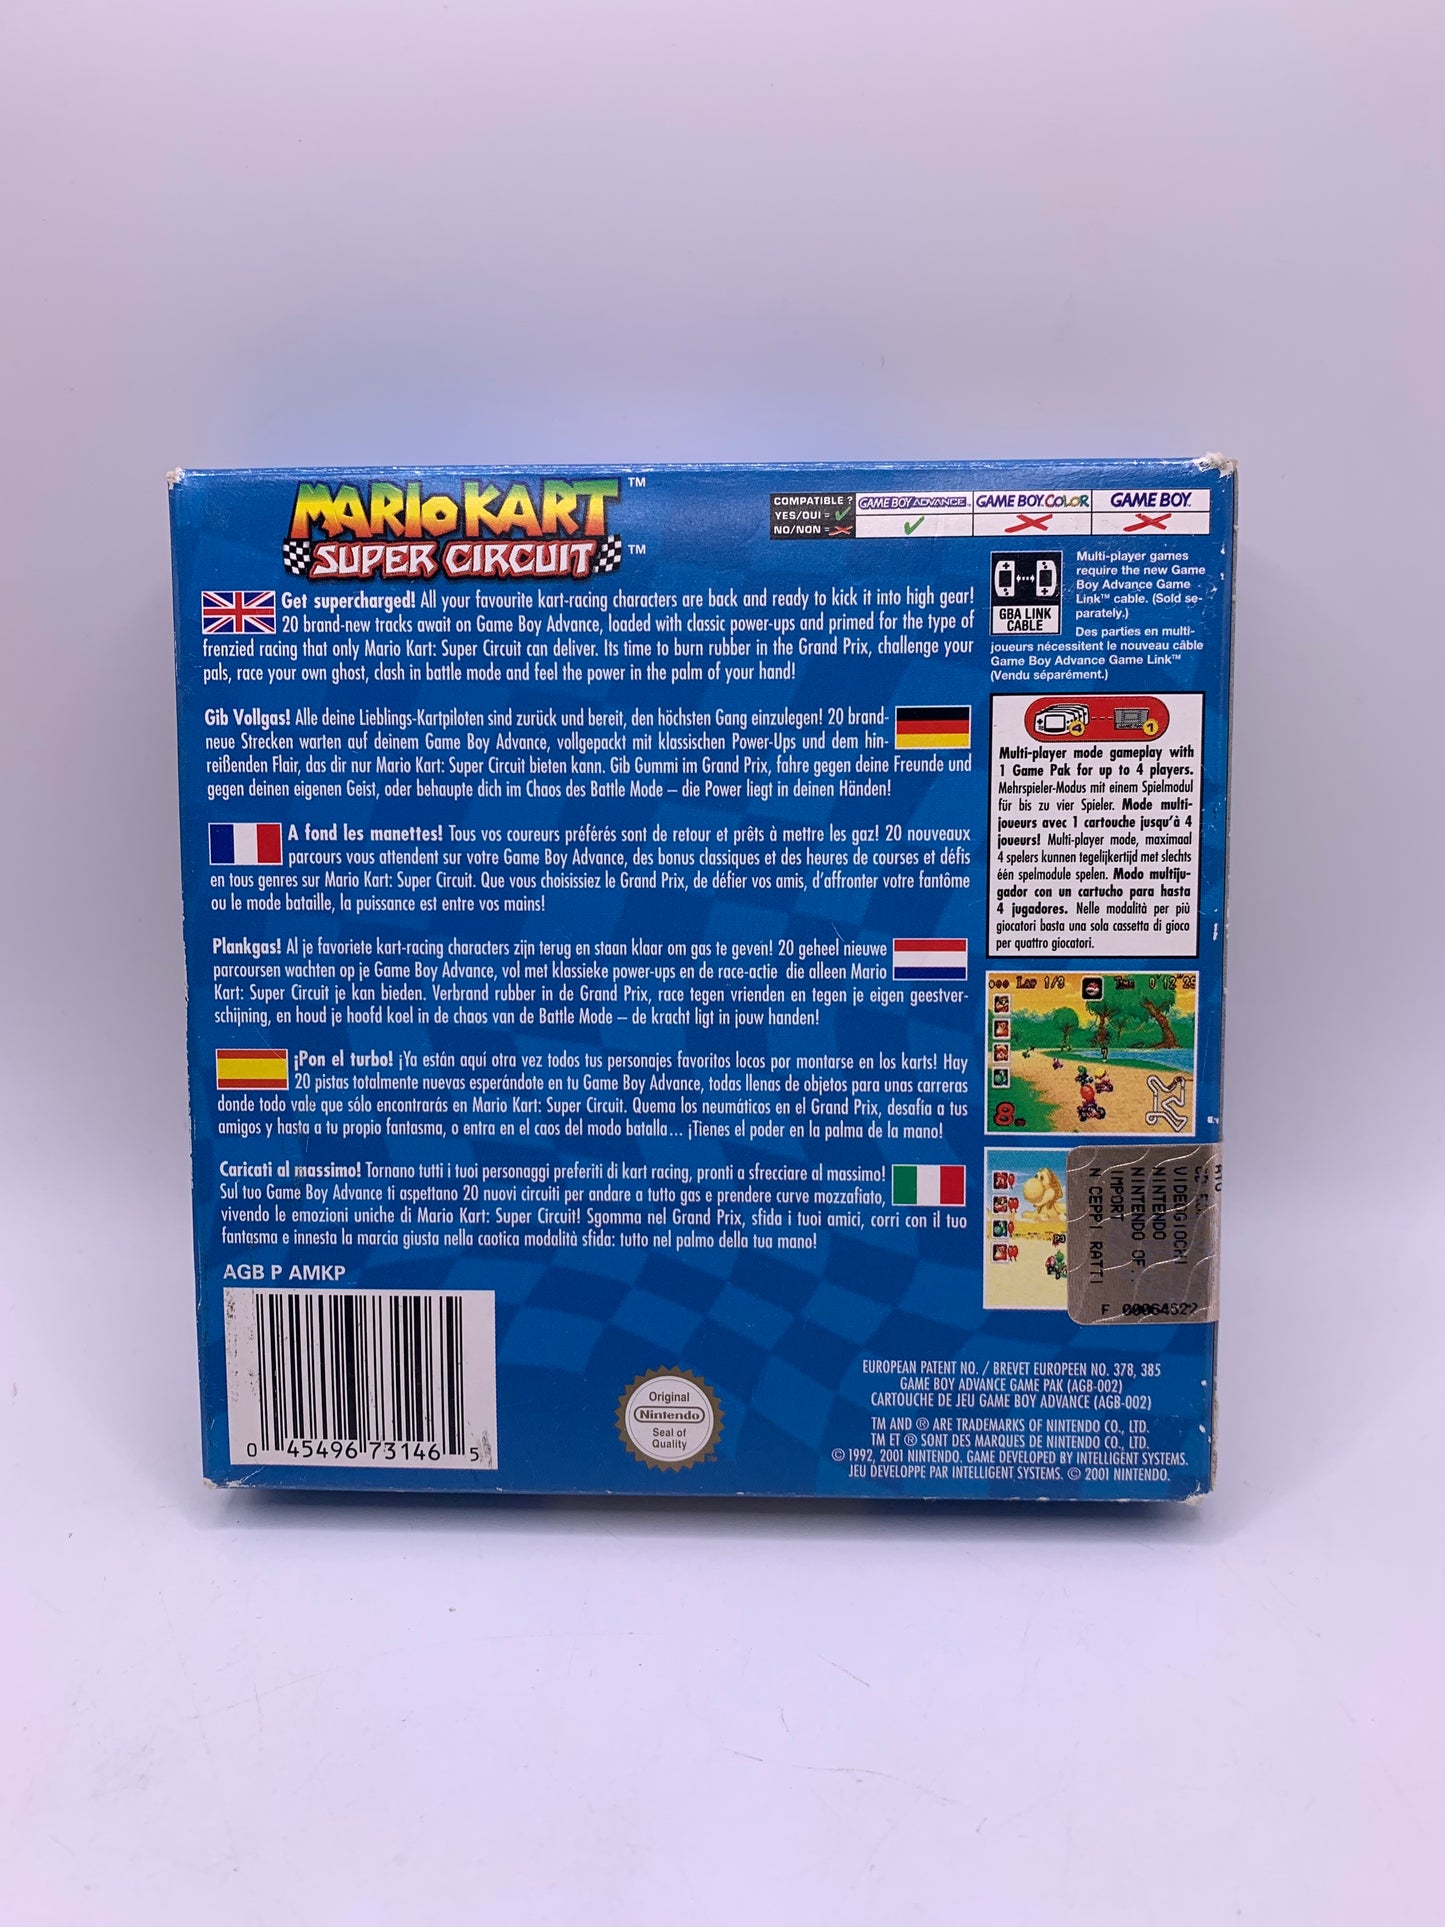 MARIO KART ™
SUPER CIRCUIT ™
COMPATIBLE ?
YES/OUI =
NO/NON =
GAME BOY ADVANCE™
GAME BOY COLOR
GAME BOY
Get supercharged! All your favourite kart-racing characters are back and ready to kick it into high gear!
20 brand-new tracks await on Game Boy Advance, loaded with classic power-ups and primed for the type of
frenzied racing that only Mario Kart: Super Circuit can deliver. Its time to burn rubber in the Grand Prix, challenge your
pals, race your own ghost, clash in battle mode and feel the power in the palm of your hand!
Gib Vollgas! Alle deine Lieblings-Kartpiloten sind zurück und bereit, den höchsten Gang einzulegen! 20 brand-
neue Strecken warten auf deinem Game Boy Advance, vollgepackt mit klassischen Power-Ups und dem hin-
reißenden Flair, das dir nur Mario Kart: Super Circuit bieten kann. Gib Gummi im Grand Prix, fahre gegen deine Freunde und
gegen deinen eigenen Geist, oder behaupte dich im Chaos des Battle Mode – die Power liegt in deinen Händen!
A fond les manettes! Tous vos coureurs préférés sont de retour et prêts à mettre les gaz! 20 nouveaux
parcours vous attendent sur votre Game Boy Advance, des bonus classiques et des heures de courses et défis
en tous genres sur Mario Kart: Super Circuit. Que vous choisissiez le Grand Prix, de défier vos amis, d'affronter votre fantôme
ou le mode bataille, la puissance est entre vos mains!
Plankgas! Al je favoriete kart-racing characters zijn terug en staan klaar om gas te geven! 20 geheel nieuwe
parcoursen wachten op je Game Boy Advance, vol met klassieke power-ups en de race-actie die alleen Mario
Kart: Super Circuit je kan bieden. Verbrand rubber in de Grand Prix, race tegen vrienden en tegen je eigen geestver-
schijning, en houd je hoofd koel in de chaos van de Battle Mode – de kracht ligt in jouw handen!
¡Pon el turbo! ¡Ya están aquí otra vez todos tus personajes favoritos locos por montarse en los karts! Hay
20 pistas totalmente nuevas esperándote en tu Game Boy Advance, todas llenas de objetos para unas carreras
donde todo vale que sólo encontrarás en Mario Kart: Super Circuit. Quema los neumáticos en el Grand Prix, desafía a tus
amigos y hasta a tu propio fantasma, o entra en el caos del modo batalla... ¡Tienes el poder en la palma de la mano!
Caricati al massimo! Tornano tutti i tuoi personaggi preferiti di kart racing, pronti a sfrecciare al massimo!
Sul tuo Game Boy Advance ti aspettano 20 nuovi circuiti per andare a tutto gas e prendere curve mozzafiato,
vivendo le emozioni uniche di Mario Kart: Super Circuit! Sgomma nel Grand Prix, sfida i tuoi amici, corri con il tuo
fantasma e innesta la marcia giusta nella caotica modalità sfida: tutto nel palmo della tua mano!
AGB P AMKP
0 45496 73146 5
Original
Nintendo
Seal of
Quality
GBA LINK
CABLE
Multi-player games
require the new Game
Boy Advance Game
Link™ cable. (Sold se-
parately.)
Des parties en multi-
joueurs nécessitent le nouveau câble
Game Boy Advance Game Link™
(Vendu séparément.)
4 1
Multi-player mode gameplay with
1 Game Pak for up to 4 players.
Mehrspieler-Modus mit einem Spielmodul
für bis zu vier Spieler. Mode multi-
joueurs avec 1 cartouche jusqu'à 4
joueurs! Multi-player mode, maximaal
4 spelers kunnen tegelijkertijd met slechts
één spelmodule spelen. Modo multiju-
gador con un cartucho para hasta
4 jugadores. Nelle modalità per più
giocatori basta una sola cassetta di gioco
per quattro giocatori.
Lap 1/3 0'12"25
8
VIDEOGIOCHI
NINTENDO
NINTENDO OF..
IMPORT
N CEPPI RATTI
F 00064522
EUROPEAN PATENT NO. / BREVET EUROPEEN NO. 378, 385
GAME BOY ADVANCE GAME PAK (AGB-002)
CARTOUCHE DE JEU GAME BOY ADVANCE (AGB-002)
TM AND ® ARE TRADEMARKS OF NINTENDO CO., LTD.
TM ET ® SONT DES MARQUES DE NINTENDO CO., LTD.
© 1992, 2001 NINTENDO. GAME DEVELOPED BY INTELLIGENT SYSTEMS.
JEU DEVELOPPE PAR INTELLIGENT SYSTEMS. © 2001 NINTENDO.